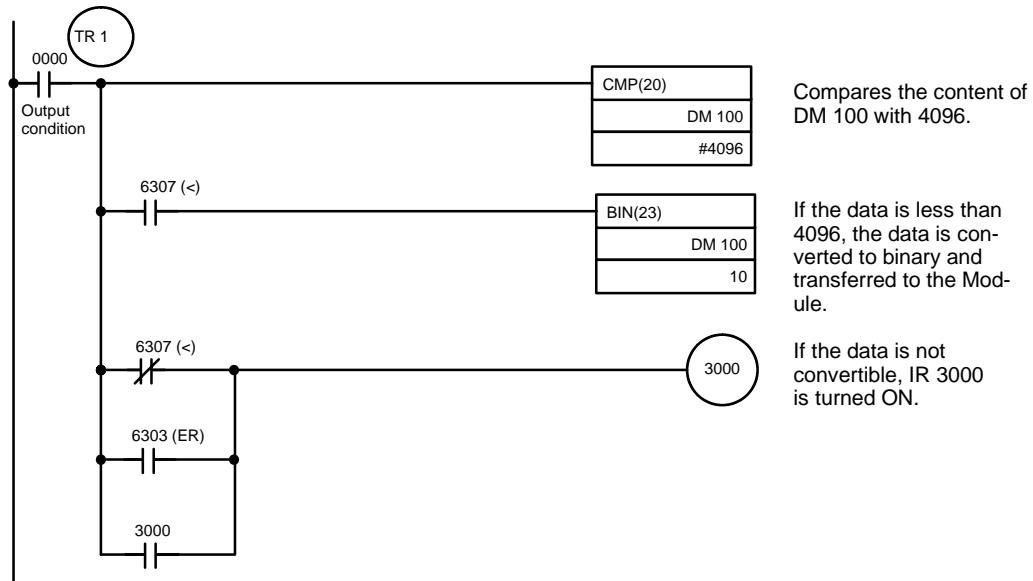 TR 1
0000
Output
condition
CMP(20)
DM 100
#4096
Compares the content of
DM 100 with 4096.
6307 (<)
BIN(23)
DM 100
10
If the data is less than
4096, the data is con-
verted to binary and
transferred to the Mod-
ule.
6307 (<)
3000
If the data is not
convertible, IR 3000
is turned ON.
6303 (ER)
3000